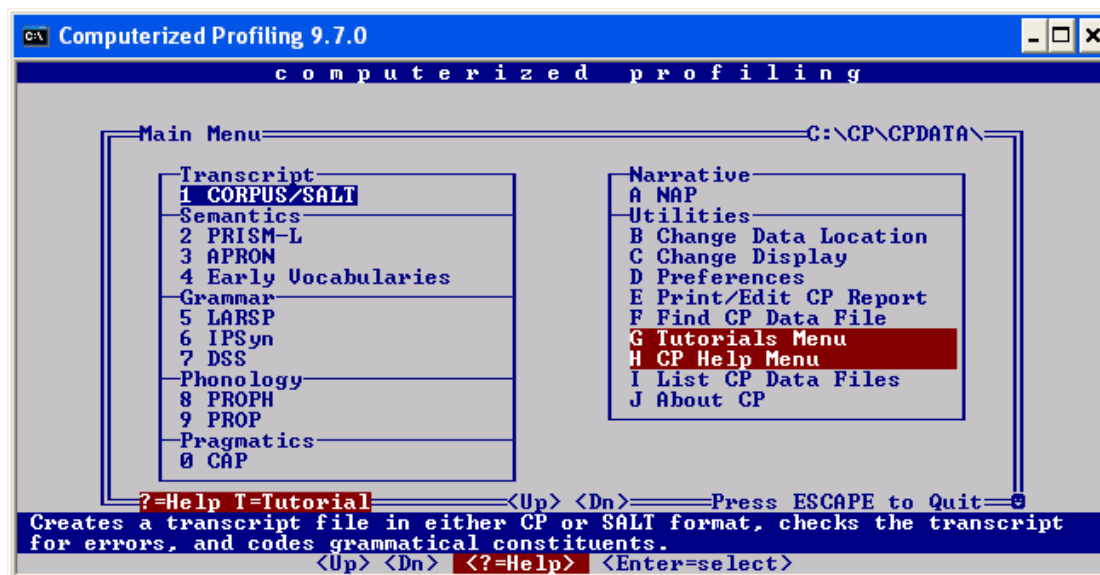 Computerized Profiling 9.7.0
computerized profiling
Main Menu C:\CP\CPDATA\
Transcript
1 CORPUS/SALT
Semantics
2 PRISM-L
3 APRON
4 Early Vocabularies
Grammar
5 LARSP
6 IPSyn
7 DSS
Phonology
8 PROPH
9 PROP
Pragmatics
0 CAP
Narrative
A NAP
Utilities
B Change Data Location
C Change Display
D Preferences
E Print/Edit CP Report
F Find CP Data File
G Tutorials Menu
H CP Help Menu
I List CP Data Files
J About CP
?=Help T=Tutorial <Up> <Dn> Press ESCAPE to Quit
Creates a transcript file in either CP or SALT format, checks the transcript
for errors, and codes grammatical constituents.
<Up> <Dn> <?=Help> <Enter=select>